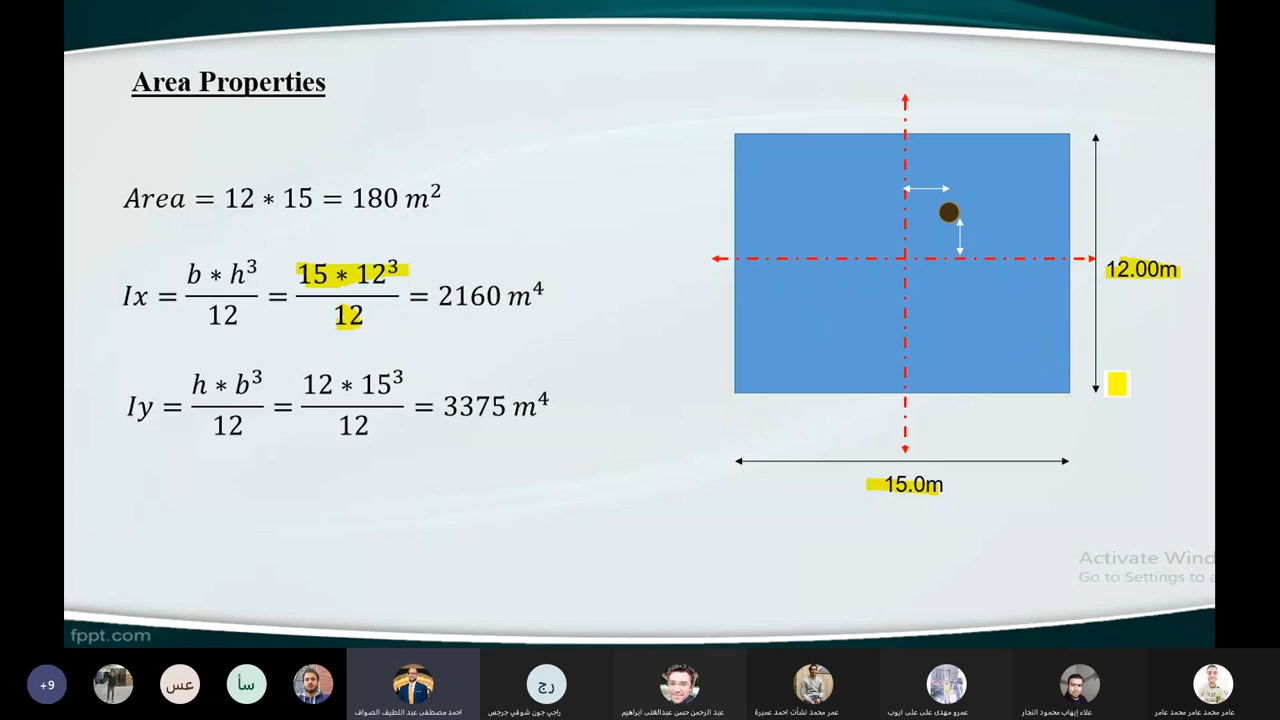 Area Properties
Area = 12 * 15 = 180 m²
Ix = b * h³ / 12 = 15 * 12³ / 12 = 2160 m⁴
Iy = h * b³ / 12 = 12 * 15³ / 12 = 3375 m⁴
12.00m
15.0m
Activate Wind
Go to Settings to a
fppt.com
+9
عس
سأ
رج
احمد مصطفى عبد اللطيف الصواف
راجي جون شوقي جرجس
عبد الرحمن حسن عبدالغلى ابراهيم
عمر محمد نشأت احمد عميرة
عمرو مهدى على على ايوب
علاء إيهاب محمود النجار
عامر محمد عامر محمد عامر